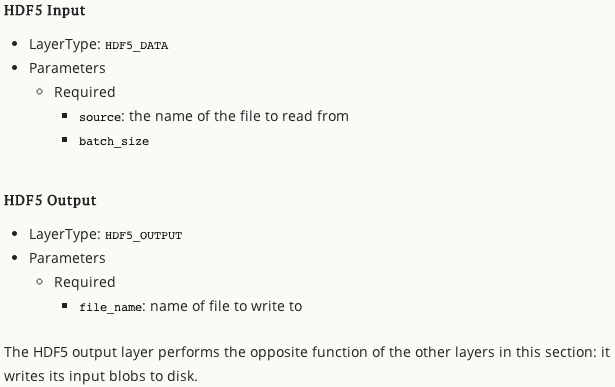 HDF5 Input
• LayerType: HDF5_DATA
• Parameters
○ Required
▪ source: the name of the file to read from
▪ batch_size
HDF5 Output
• LayerType: HDF5_OUTPUT
• Parameters
○ Required
▪ file_name: name of file to write to
The HDF5 output layer performs the opposite function of the other layers in this section: it
writes its input blobs to disk.